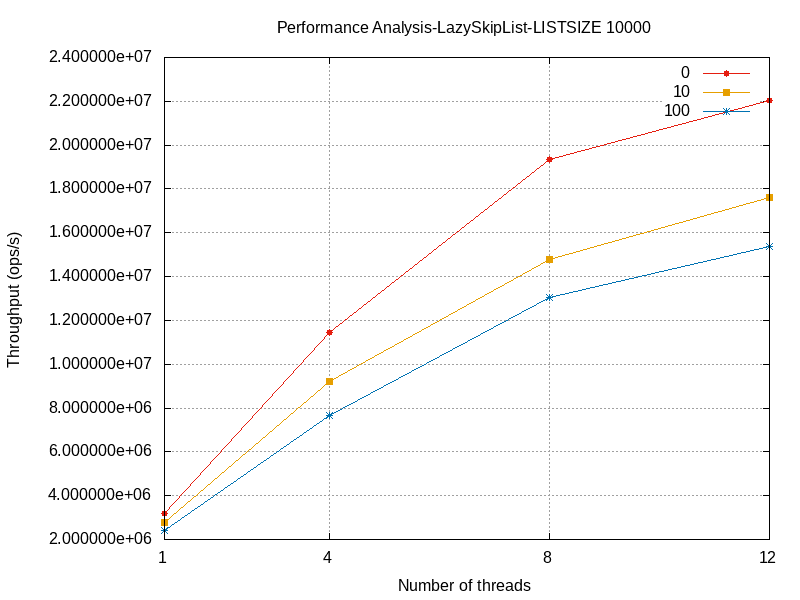 Performance Analysis-LazySkipList-LISTSIZE 10000
2.400000e+07
2.200000e+07
2.000000e+07
1.800000e+07
1.600000e+07
1.400000e+07
1.200000e+07
1.000000e+07
8.000000e+06
6.000000e+06
4.000000e+06
2.000000e+06
Throughput (ops/s)
0
10
100
1 4 8 12
Number of threads